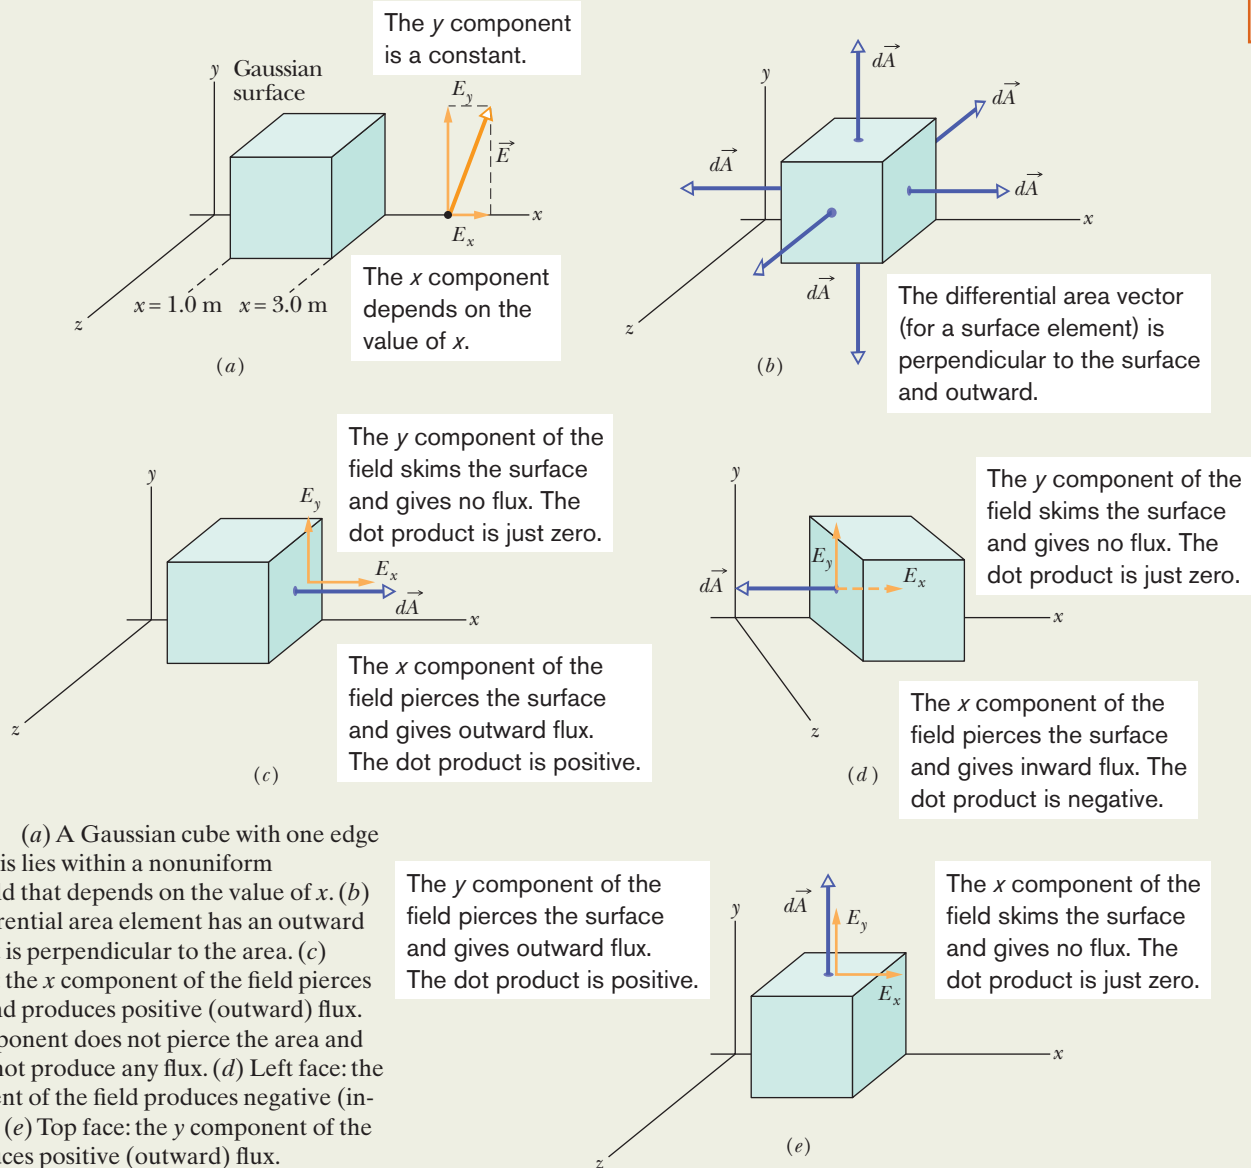 The y component
is a constant.
y
Gaussian
surface
E_y
E⃗
x
E_x
x = 1.0 m
x = 3.0 m
z
The x component
depends on the
value of x.
(a)
y
dA⃗
dA⃗
dA⃗
dA⃗
x
dA⃗
z
The differential area vector
(for a surface element) is
perpendicular to the surface
and outward.
(b)
The y component of the
field skims the surface
and gives no flux. The
dot product is just zero.
y
E_y
E_x
dA⃗
x
z
The x component of the
field pierces the surface
and gives outward flux.
The dot product is positive.
(c)
The y component of the
field skims the surface
and gives no flux. The
dot product is just zero.
y
E_y
E_x
dA⃗
x
z
The x component of the
field pierces the surface
and gives inward flux. The
dot product is negative.
(d)
(a) A Gaussian cube with one edge
is lies within a nonuniform
d that depends on the value of x. (b)
erential area element has an outward
is perpendicular to the area. (c)
the x component of the field pierces
nd produces positive (outward) flux.
ponent does not pierce the area and
not produce any flux. (d) Left face: the
ent of the field produces negative (in-
(e) Top face: the y component of the
uces positive (outward) flux.
The y component of the
field pierces the surface
and gives outward flux.
The dot product is positive.
y
dA⃗
E_y
E_x
x
z
The x component of the
field skims the surface
and gives no flux. The
dot product is just zero.
(e)